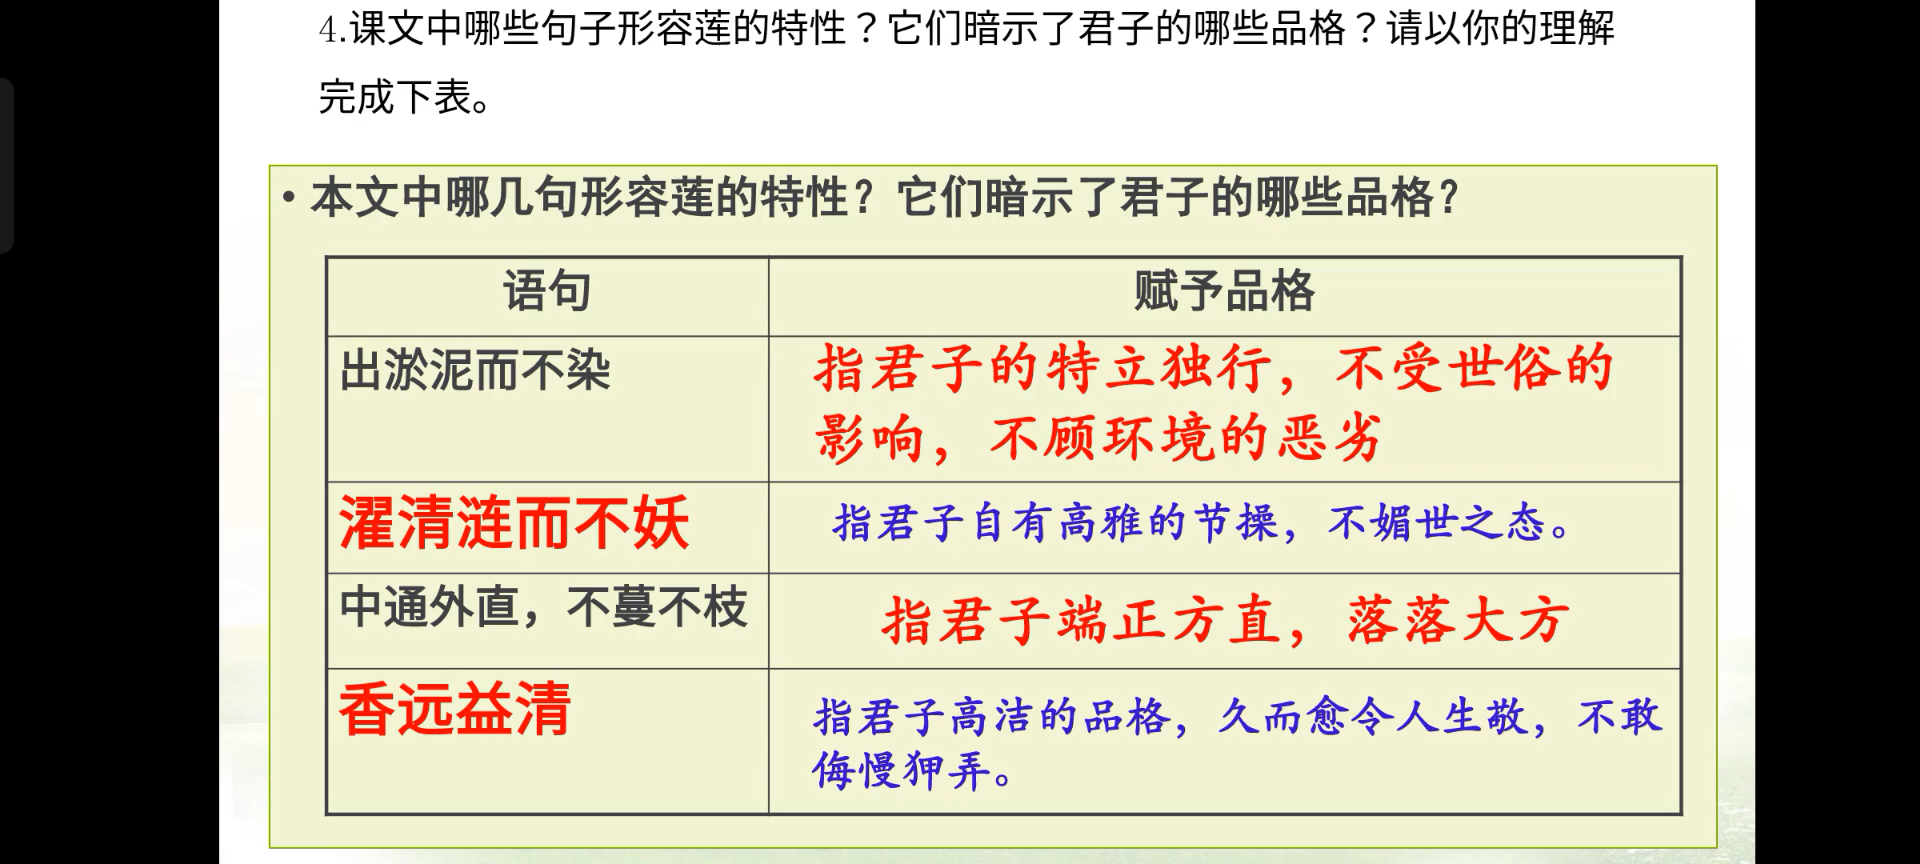 4.课文中哪些句子形容莲的特性？它们暗示了君子的哪些品格？请以你的理解
完成下表。
•本文中哪几句形容莲的特性？它们暗示了君子的哪些品格？
语句
赋予品格
出淤泥而不染
指君子的特立独行，不受世俗的
影响，不顾环境的恶劣
濯清涟而不妖
指君子自有高雅的节操，不媚世之态。
中通外直，不蔓不枝
指君子端正方直，落落大方
香远益清
指君子高洁的品格，久而愈令人生敬，不敢
侮慢狎弄。